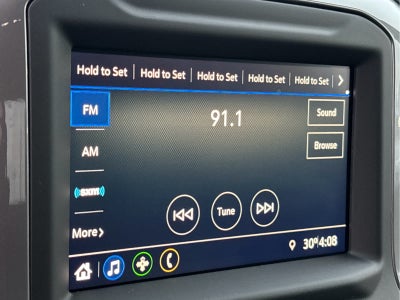 Hold to Set Hold to Set Hold to Set Hold to Set Hold to Set
FM
91.1
Sound
AM
Browse
SXM
Tune
More
30° 4:08